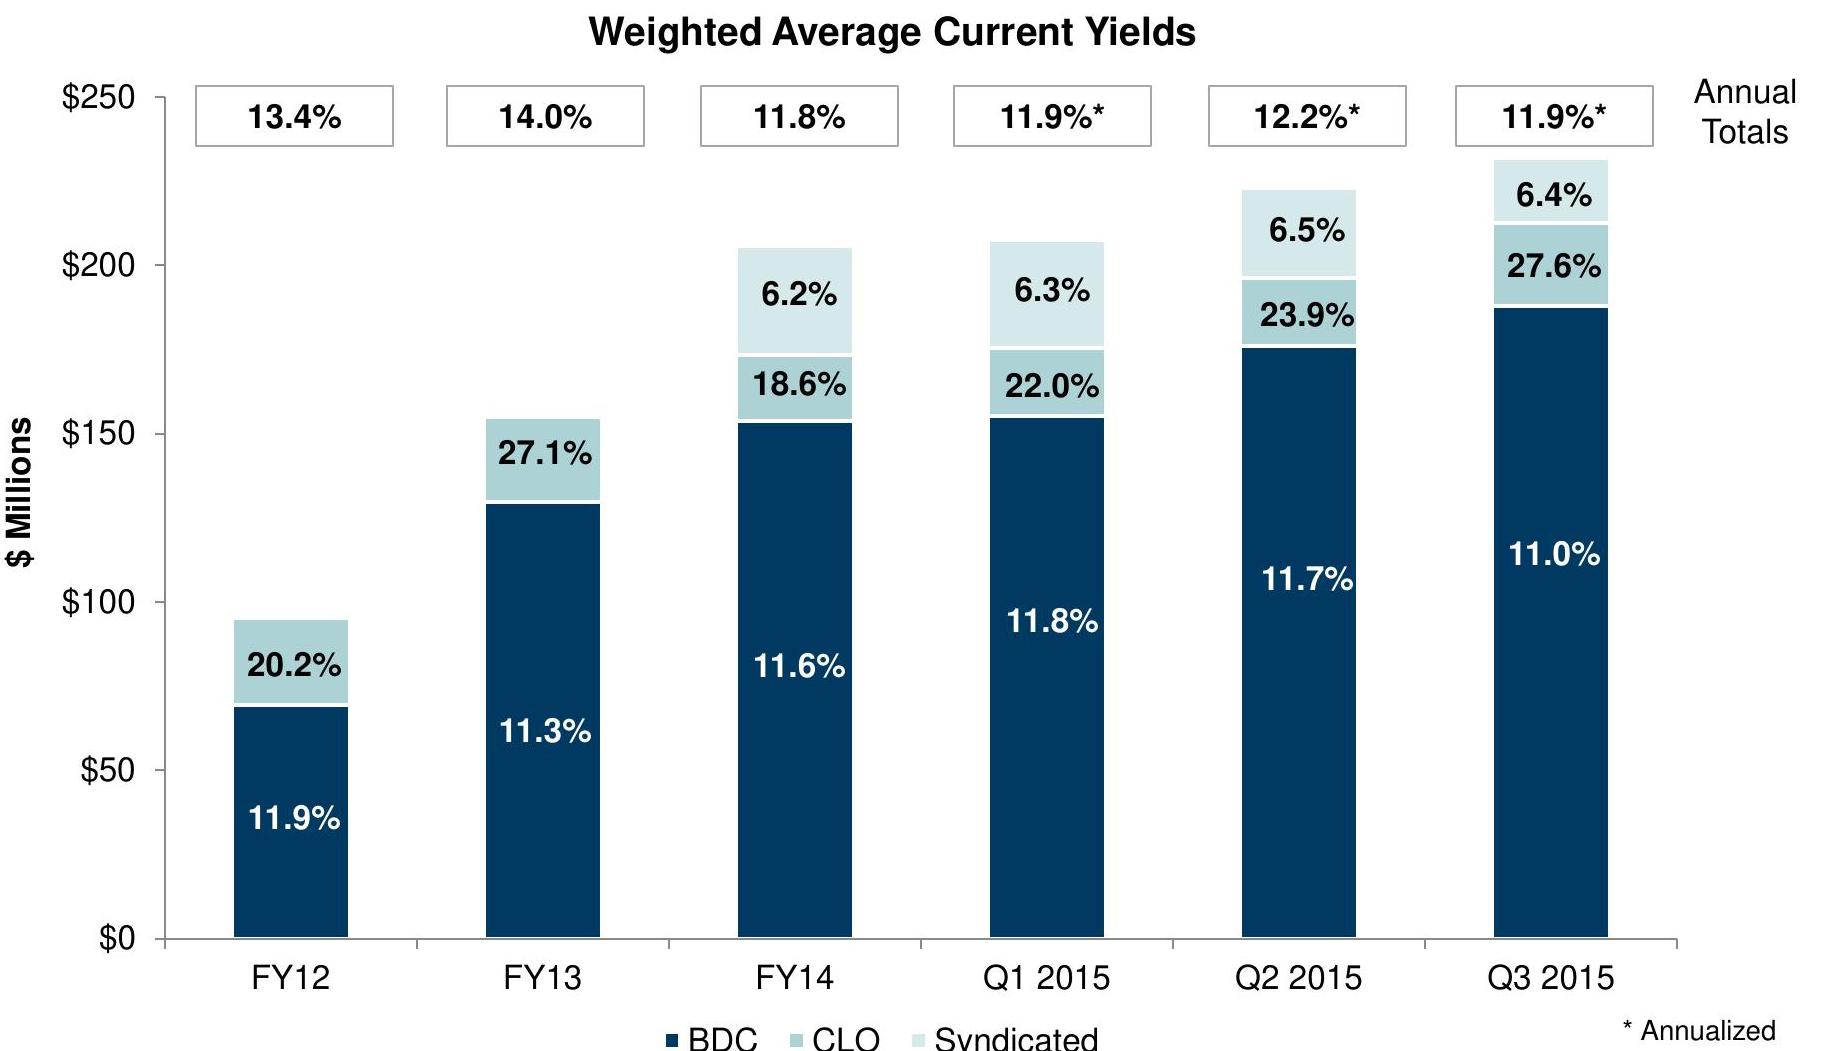 Weighted Average Current Yields
$250 13.4% 14.0% 11.8% 11.9%* 12.2%* 11.9%* Annual
Totals
6.4%
6.5%
$200 27.6%
6.2% 6.3%
23.9%
18.6% 22.0%
$150
27.1%
11.0%
$ Millions
11.7%
$100
11.8%
20.2% 11.6%
11.3%
$50
11.9%
$0
FY12 FY13 FY14 Q1 2015 Q2 2015 Q3 2015
BDC CLO Syndicated
* Annualized